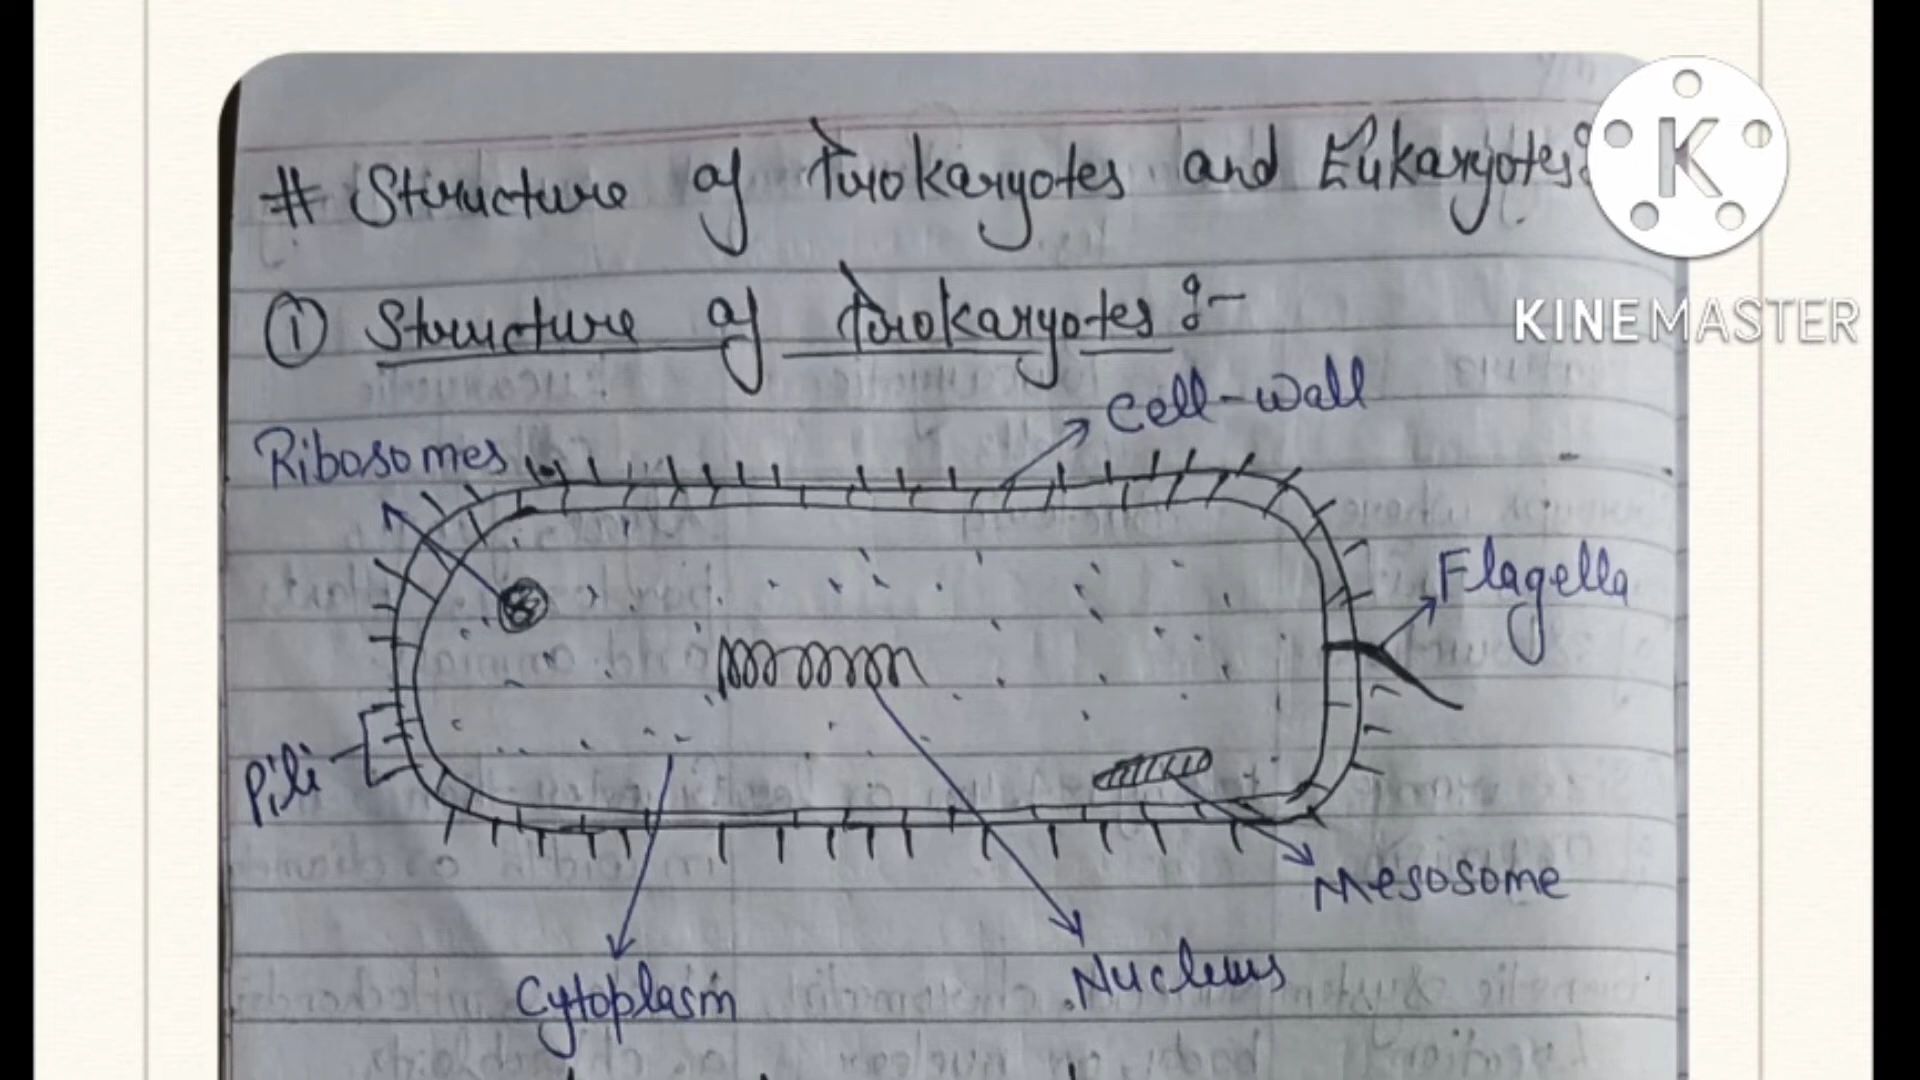 # Structure of Prokaryotes and Eukaryotes:
① Structure of Prokaryotes :-
Cell-wall
Ribosomes
Flagella
Pili
Mesosome
Nucleus
Cytoplasm
K
KINEMASTER